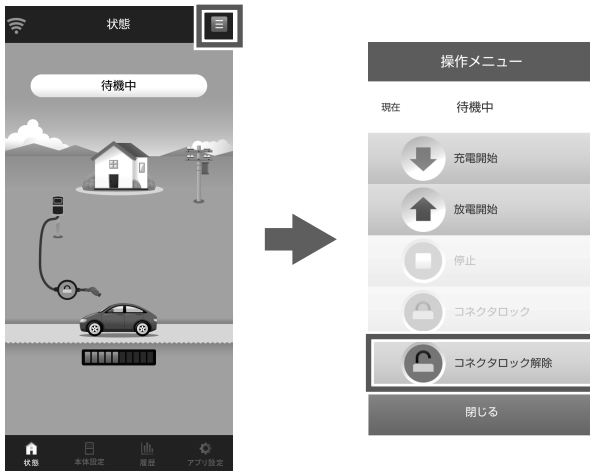 状態
待機中
状態
本体設定
履歴
アプリ設定
操作メニュー
現在
待機中
充電開始
放電開始
停止
コネクタロック
コネクタロック解除
閉じる